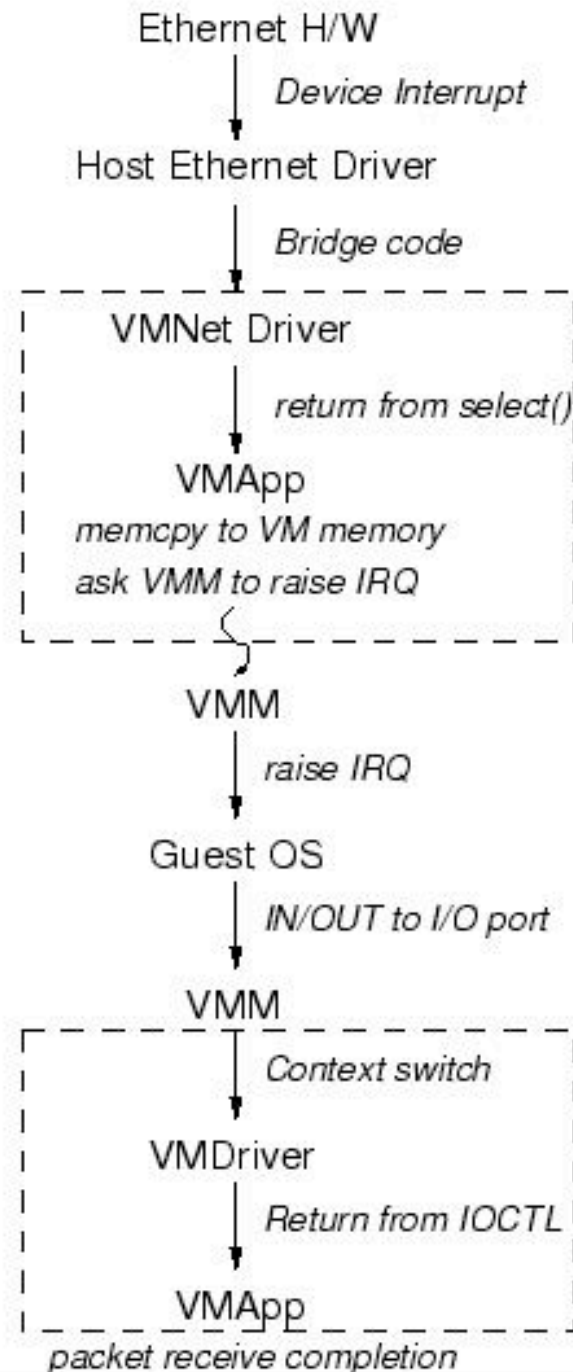 Ethernet H/W
Device Interrupt
Host Ethernet Driver
Bridge code
VMNet Driver
return from select()
VMApp
memcpy to VM memory
ask VMM to raise IRQ
VMM
raise IRQ
Guest OS
IN/OUT to I/O port
VMM
Context switch
VMDriver
Return from IOCTL
VMApp
packet receive completion